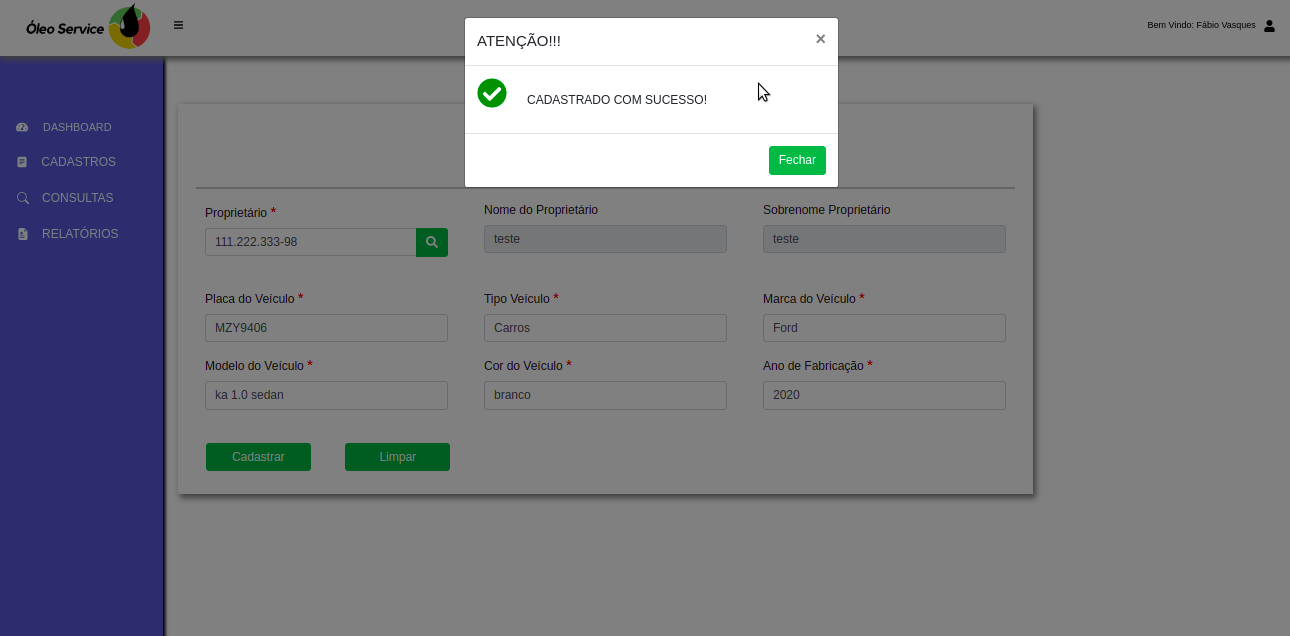 Óleo Service
Bem Vindo: Fábio Vasques
ATENÇÃO!!!
×
CADASTRADO COM SUCESSO!
Fechar
DASHBOARD
CADASTROS
CONSULTAS
RELATÓRIOS
Proprietário *
Nome do Proprietário
Sobrenome Proprietário
111.222.333-98
teste
teste
Placa do Veículo *
Tipo Veículo *
Marca do Veículo *
MZY9406
Carros
Ford
Modelo do Veículo *
Cor do Veículo *
Ano de Fabricação *
ka 1.0 sedan
branco
2020
Cadastrar
Limpar